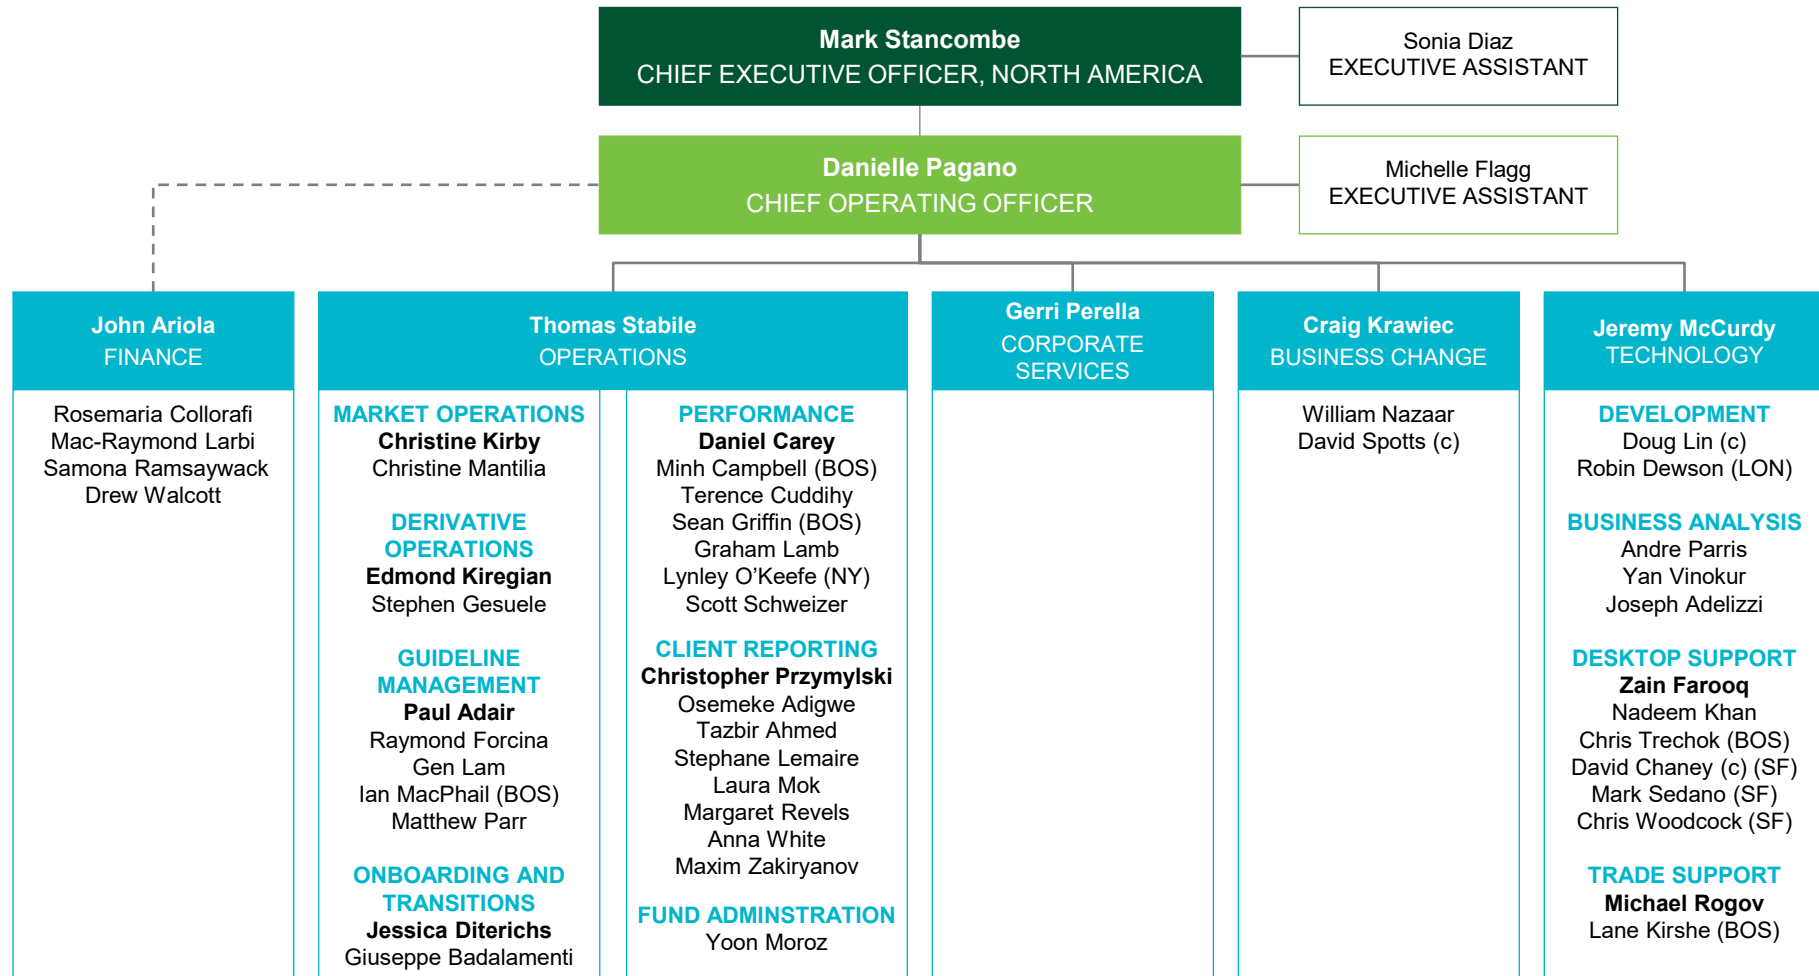 Mark Stancombe
CHIEF EXECUTIVE OFFICER, NORTH AMERICA
Sonia Diaz
EXECUTIVE ASSISTANT
Danielle Pagano
CHIEF OPERATING OFFICER
Michelle Flagg
EXECUTIVE ASSISTANT
John Ariola
FINANCE
Rosemaria Collorafi
Mac-Raymond Larbi
Samona Ramsaywack
Drew Walcott
Thomas Stabile
OPERATIONS
MARKET OPERATIONS
Christine Kirby
Christine Mantilia
DERIVATIVE
OPERATIONS
Edmond Kiregian
Stephen Gesuele
GUIDELINE
MANAGEMENT
Paul Adair
Raymond Forcina
Gen Lam
Ian MacPhail (BOS)
Matthew Parr
ONBOARDING AND
TRANSITIONS
Jessica Diterichs
Giuseppe Badalamenti
PERFORMANCE
Daniel Carey
Minh Campbell (BOS)
Terence Cuddihy
Sean Griffin (BOS)
Graham Lamb
Lynley O’Keefe (NY)
Scott Schweizer
CLIENT REPORTING
Christopher Przymylski
Osemeke Adigwe
Tazbir Ahmed
Stephane Lemaire
Laura Mok
Margaret Revels
Anna White
Maxim Zakiryanov
FUND ADMINSTRATION
Yoon Moroz
Gerri Perella
CORPORATE
SERVICES
Craig Krawiec
BUSINESS CHANGE
William Nazaar
David Spotts (c)
Jeremy McCurdy
TECHNOLOGY
DEVELOPMENT
Doug Lin (c)
Robin Dewson (LON)
BUSINESS ANALYSIS
Andre Parris
Yan Vinokur
Joseph Adelizzi
DESKTOP SUPPORT
Zain Farooq
Nadeem Khan
Chris Trechok (BOS)
David Chaney (c) (SF)
Mark Sedano (SF)
Chris Woodcock (SF)
TRADE SUPPORT
Michael Rogov
Lane Kirshe (BOS)